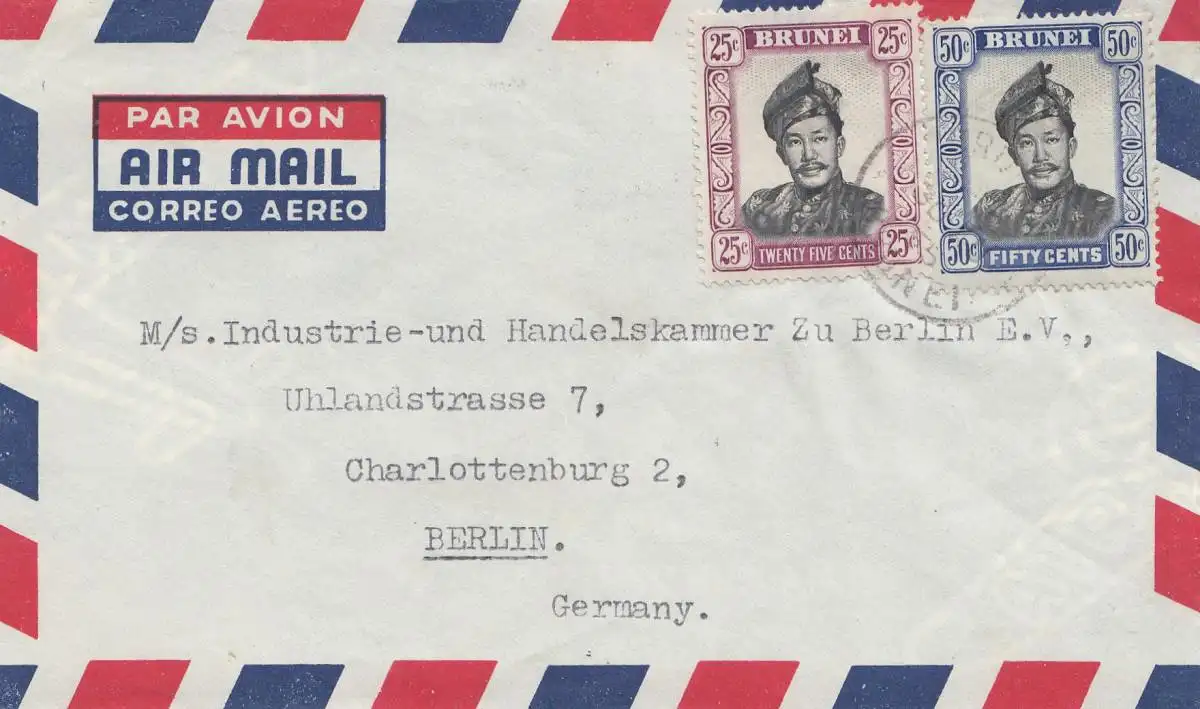 PAR AVION
AIR MAIL
CORREO AEREO
25c BRUNEI 25c
25c TWENTY FIVE CENTS 25c
50c BRUNEI 50c
50c FIFTY CENTS 50c
M/s.Industrie-und Handelskammer Zu Berlin E.V.,
Uhlandstrasse 7,
Charlottenburg 2,
BERLIN.
Germany.